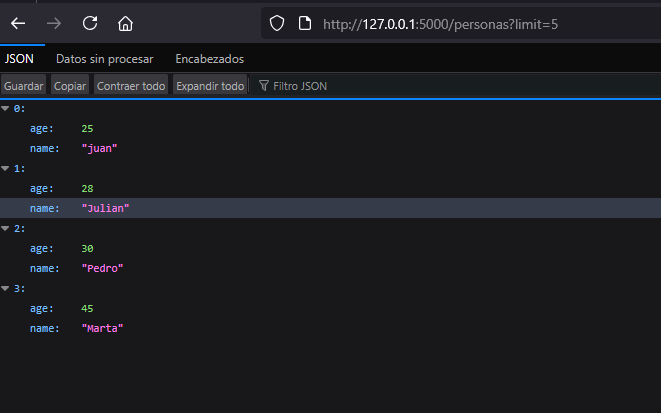 http://127.0.0.1:5000/personas?limit=5
JSON Datos sin procesar Encabezados
Guardar Copiar Contraer todo Expandir todo Filtro JSON
0:
age: 25
name: "juan"
1:
age: 28
name: "Julian"
2:
age: 30
name: "Pedro"
3:
age: 45
name: "Marta"